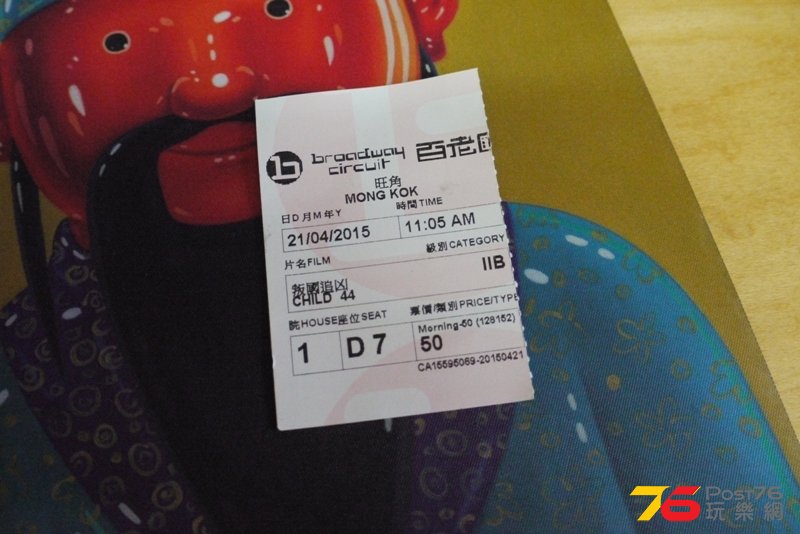 b broadway circuit 百老匯
旺角
MONG KOK
日D月M年Y 時間TIME
21/04/2015 11:05 AM
片名FILM 級別CATEGORY
叛國追凶 IIB
CHILD 44
院HOUSE座位SEAT 票價/類別PRICE/TYPE
1 D 7 Morning-50 (128152)
50
CA15595069-20150421
76 Post76
玩樂網